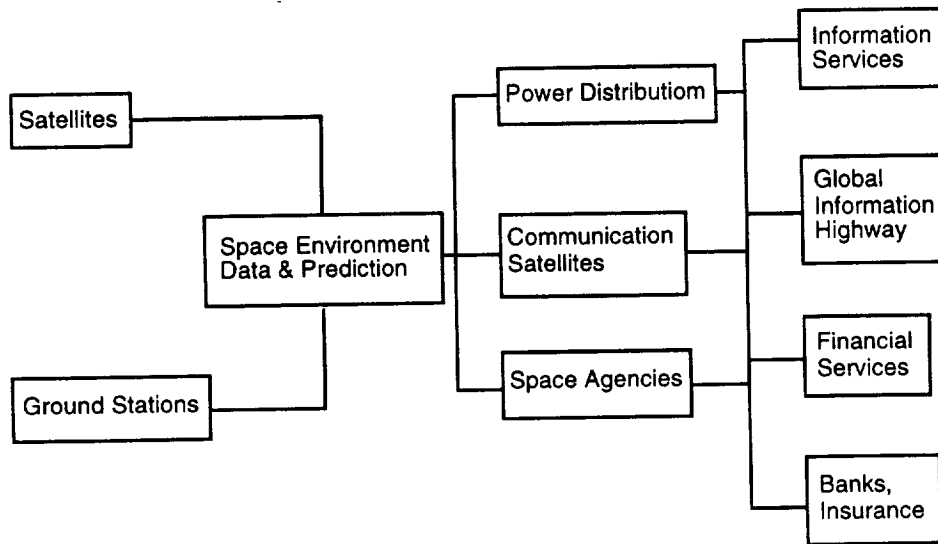 Satellites
Ground Stations
Space Environment
Data & Prediction
Power Distributiom
Communication
Satellites
Space Agencies
Information
Services
Global
Information
Highway
Financial
Services
Banks,
Insurance